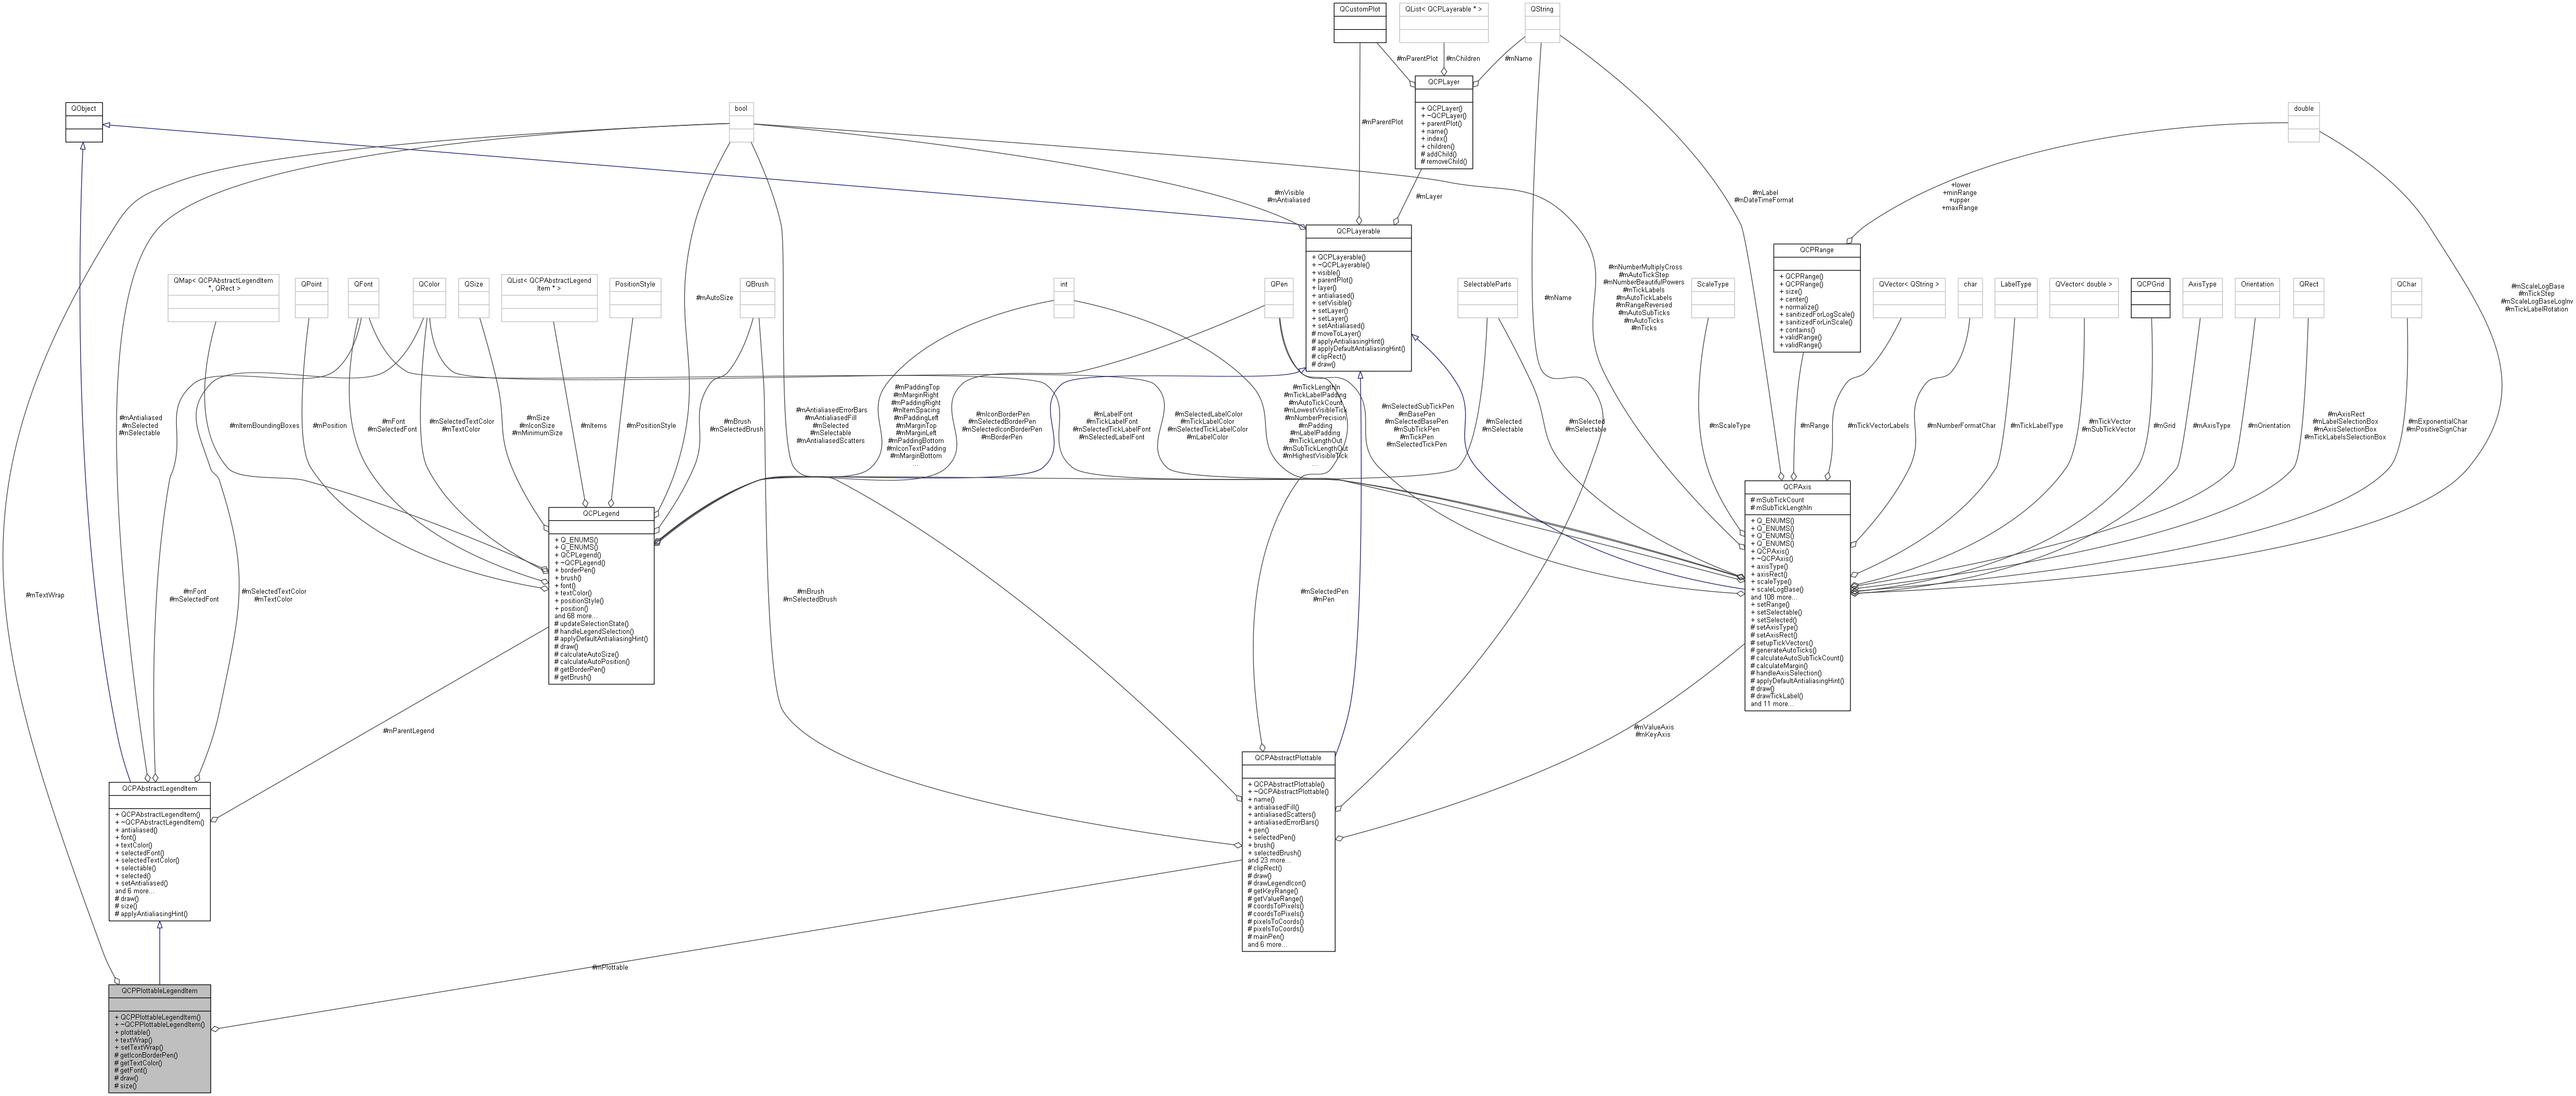 QCustomPlot
QList< QCPLayerable * >
QString
#mParentPlot
#mChildren
#mName
QCPLayer
+ QCPLayer()
+ ~QCPLayer()
+ parentPlot()
+ name()
+ index()
+ children()
# addChild()
# removeChild()
QObject
bool
double
#mParentPlot
#mVisible
#mAntialiased
#mLayer
#mLabel
#mDateTimeFormat
+lower
+minRange
+upper
+maxRange
QCPLayerable
+ QCPLayerable()
+ ~QCPLayerable()
+ visible()
+ parentPlot()
+ layer()
+ antialiased()
+ setVisible()
+ setLayer()
+ setLayer()
+ setAntialiased()
# moveToLayer()
# applyAntialiasingHint()
# applyDefaultAntialiasingHint()
# clipRect()
# draw()
QCPRange
+ QCPRange()
+ QCPRange()
+ size()
+ center()
+ normalize()
+ sanitizedForLogScale()
+ sanitizedForLinScale()
+ contains()
+ validRange()
+ validRange()
QMap< QCPAbstractLegendItem
*, QRect >
QPoint
QFont
QColor
QSize
QList< QCPAbstractLegend
Item * >
PositionStyle
QBrush
int
QPen
SelectableParts
ScaleType
QVector< QString >
char
LabelType
QVector< double >
QCPGrid
AxisType
Orientation
QRect
QChar
#mAutoSize
#mName
#mNumberMultiplyCross
#mAutoTickStep
#mNumberBeautifulPowers
#mTickLabels
#mAutoTickLabels
#mRangeReversed
#mAutoSubTicks
#mAutoTicks
#mTicks
#mScaleLogBase
#mTickStep
#mScaleLogBaseLogInv
#mTickLabelRotation
#mAntialiased
#mSelected
#mSelectable
#mItemBoundingBoxes
#mPosition
#mFont
#mSelectedFont
#mSelectedTextColor
#mTextColor
#mSize
#mIconSize
#mMinimumSize
#mItems
#mPositionStyle
#mBrush
#mSelectedBrush
#mAntialiasedErrorBars
#mAntialiasedFill
#mSelected
#mSelectable
#mAntialiasedScatters
#mPaddingTop
#mMarginRight
#mPaddingRight
#mItemSpacing
#mPaddingLeft
#mMarginTop
#mMarginLeft
#mPaddingBottom
#mIconTextPadding
#mMarginBottom
...
#mIconBorderPen
#mSelectedBorderPen
#mSelectedIconBorderPen
#mBorderPen
#mLabelFont
#mTickLabelFont
#mSelectedTickLabelFont
#mSelectedLabelFont
#mSelectedLabelColor
#mTickLabelColor
#mSelectedTickLabelColor
#mLabelColor
#mTickLengthIn
#mTickLabelPadding
#mAutoTickCount
#mLowestVisibleTick
#mNumberPrecision
#mPadding
#mLabelPadding
#mTickLengthOut
#mSubTickLengthOut
#mHighestVisibleTick
...
#mSelectedSubTickPen
#mBasePen
#mSelectedBasePen
#mSubTickPen
#mTickPen
#mSelectedTickPen
#mSelected
#mSelectable
#mSelected
#mSelectable
#mScaleType
#mRange
#mTickVectorLabels
#mNumberFormatChar
#mTickLabelType
#mTickVector
#mSubTickVector
#mGrid
#mAxisType
#mOrientation
#mAxisRect
#mLabelSelectionBox
#mAxisSelectionBox
#mTickLabelsSelectionBox
#mExponentialChar
#mPositiveSignChar
QCPLegend
+ Q_ENUMS()
+ Q_ENUMS()
+ QCPLegend()
+ ~QCPLegend()
+ borderPen()
+ brush()
+ font()
+ textColor()
+ positionStyle()
+ position()
and 68 more...
# updateSelectionState()
# handleLegendSelection()
# applyDefaultAntialiasingHint()
# draw()
# calculateAutoSize()
# calculateAutoPosition()
# getBorderPen()
# getBrush()
QCPAxis
# mSubTickCount
# mSubTickLengthIn
+ Q_ENUMS()
+ Q_ENUMS()
+ Q_ENUMS()
+ Q_ENUMS()
+ QCPAxis()
+ ~QCPAxis()
+ axisType()
+ axisRect()
+ scaleType()
+ scaleLogBase()
and 108 more...
+ setRange()
+ setSelectable()
+ setSelected()
# setAxisType()
# setAxisRect()
# setupTickVectors()
# generateAutoTicks()
# calculateAutoSubTickCount()
# calculateMargin()
# handleAxisSelection()
# applyDefaultAntialiasingHint()
# draw()
# drawTickLabel()
and 11 more...
#mTextWrap
#mFont
#mSelectedFont
#mSelectedTextColor
#mTextColor
#mBrush
#mSelectedBrush
#mSelectedPen
#mPen
#mParentLegend
#mValueAxis
#mKeyAxis
QCPAbstractLegendItem
+ QCPAbstractLegendItem()
+ ~QCPAbstractLegendItem()
+ antialiased()
+ font()
+ textColor()
+ selectedFont()
+ selectedTextColor()
+ selectable()
+ selected()
+ setAntialiased()
and 6 more...
# draw()
# size()
# applyAntialiasingHint()
QCPAbstractPlottable
+ QCPAbstractPlottable()
+ ~QCPAbstractPlottable()
+ name()
+ antialiasedFill()
+ antialiasedScatters()
+ antialiasedErrorBars()
+ pen()
+ selectedPen()
+ brush()
+ selectedBrush()
and 23 more...
# clipRect()
# draw()
# drawLegendIcon()
# getKeyRange()
# getValueRange()
# coordsToPixels()
# coordsToPixels()
# pixelsToCoords()
# pixelsToCoords()
# mainPen()
and 6 more...
#mPlottable
QCPPlottableLegendItem
+ QCPPlottableLegendItem()
+ ~QCPPlottableLegendItem()
+ plottable()
+ textWrap()
+ setTextWrap()
# getIconBorderPen()
# getTextColor()
# getFont()
# draw()
# size()